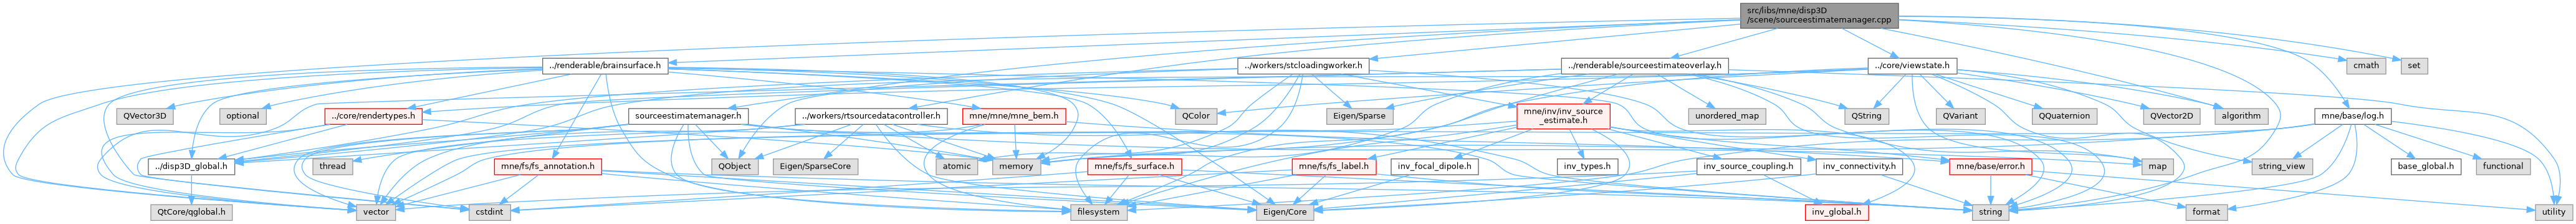 src/libs/mne/disp3D
/scene/sourceestimatemanager.cpp
../renderable/brainsurface.h
../workers/stcloadingworker.h
../renderable/sourceestimateoverlay.h
../core/viewstate.h
cmath
set
QVector3D
optional
../core/rendertypes.h
sourceestimatemanager.h
../workers/rtsourcedatacontroller.h
mne/mne/mne_bem.h
QColor
Eigen/Sparse
mne/inv/inv_source
_estimate.h
unordered_map
QString
QVariant
QQuaternion
QVector2D
algorithm
mne/base/log.h
../disp3D_global.h
thread
mne/fs/fs_annotation.h
QObject
Eigen/SparseCore
atomic
memory
mne/fs/fs_surface.h
mne/fs/fs_label.h
inv_focal_dipole.h
inv_types.h
inv_source_coupling.h
inv_connectivity.h
mne/base/error.h
map
string_view
base_global.h
functional
QtCore/qglobal.h
vector
cstdint
filesystem
Eigen/Core
inv_global.h
string
format
utility